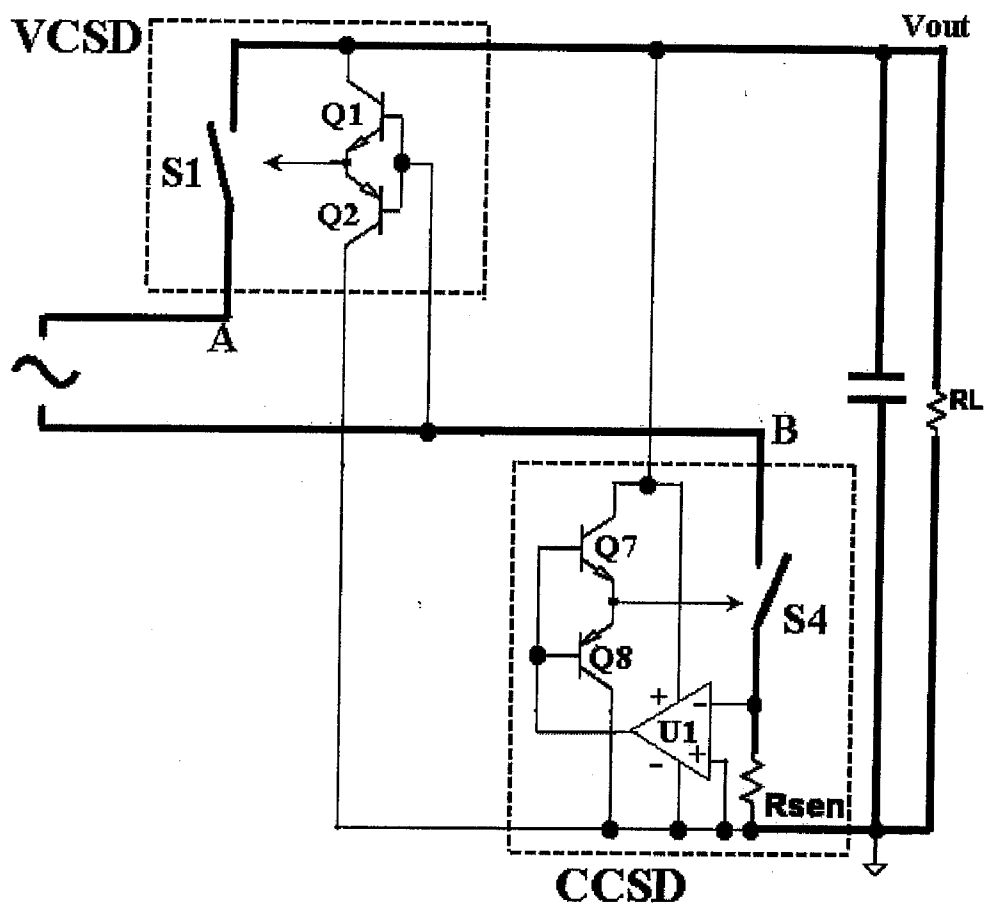 VCSD
Vout
Q1
S1
Q2
A
RL
B
Q7
S4
Q8
+
-
U1
+
-
Rsen
CCSD